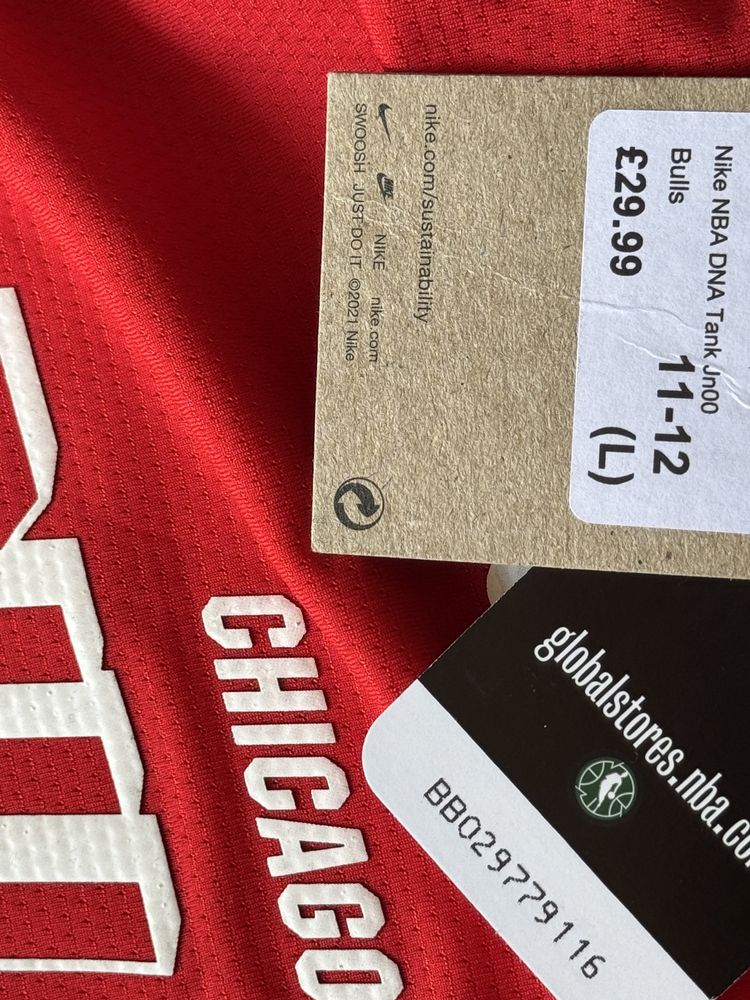 Nike NBA DNA Tank Jn00
Bulls
11-12
£29.99
(L)
nike.com/sustainability
NIKE nike.com
SWOOSH JUST DO IT ©2021 Nike
CHICAGO
globalstores.nba.co
BB029779116